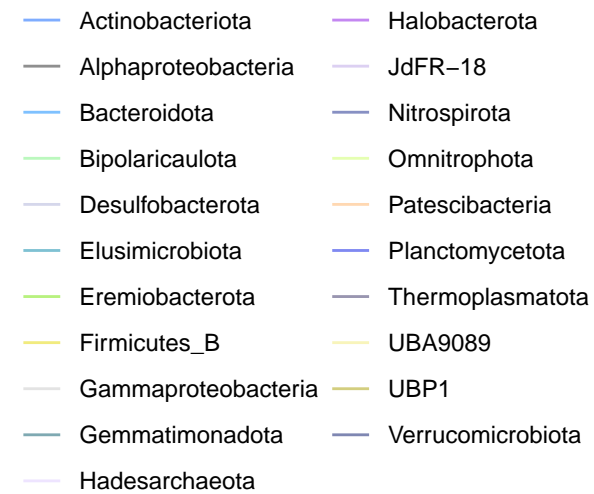 Actinobacteriota
Alphaproteobacteria
Bacteroidota
Bipolaricaulota
Desulfobacterota
Elusimicrobiota
Eremiobacterota
Firmicutes_B
Gammaproteobacteria
Gemmatimonadota
Hadesarchaeota
Halobacterota
JdFR−18
Nitrospirota
Omnitrophota
Patescibacteria
Planctomycetota
Thermoplasmatota
UBA9089
UBP1
Verrucomicrobiota